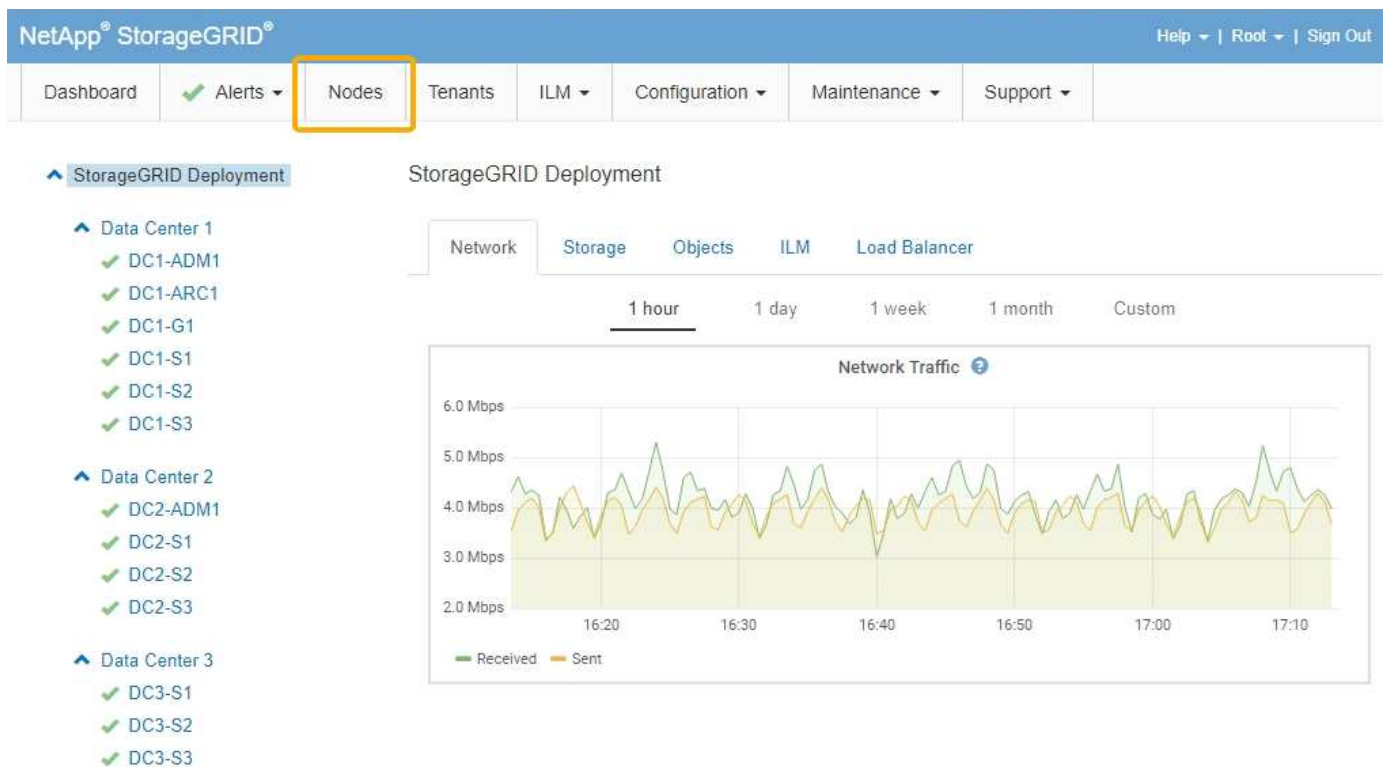 NetApp® StorageGRID®
Help | Root | Sign Out
Dashboard Alerts Nodes Tenants ILM Configuration Maintenance Support
StorageGRID Deployment
Data Center 1
DC1-ADM1
DC1-ARC1
DC1-G1
DC1-S1
DC1-S2
DC1-S3
Data Center 2
DC2-ADM1
DC2-S1
DC2-S2
DC2-S3
Data Center 3
DC3-S1
DC3-S2
DC3-S3
StorageGRID Deployment
Network Storage Objects ILM Load Balancer
1 hour 1 day 1 week 1 month Custom
Network Traffic ?
6.0 Mbps
5.0 Mbps
4.0 Mbps
3.0 Mbps
2.0 Mbps
16:20 16:30 16:40 16:50 17:00 17:10
Received Sent